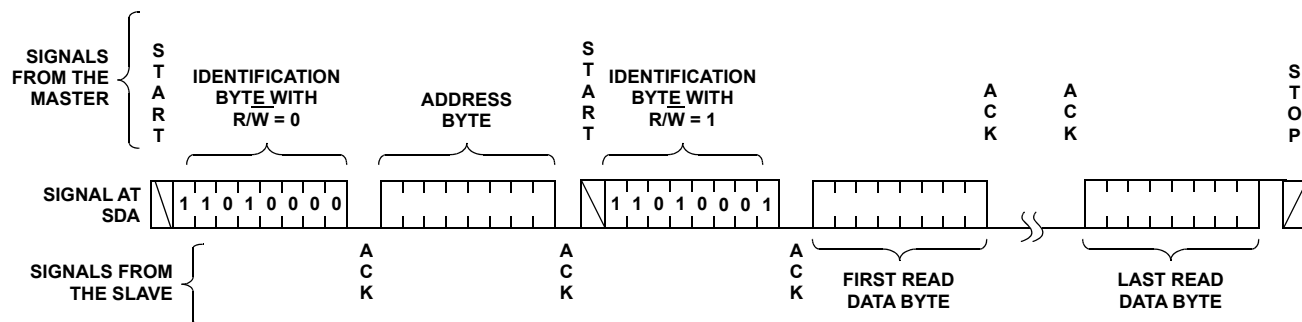 SIGNALS
FROM THE
MASTER
START
IDENTIFICATION
BYTE WITH
R/W̅ = 0
ADDRESS
BYTE
START
IDENTIFICATION
BYTE WITH
R/W̅ = 1
ACK
ACK
STOP
SIGNAL AT
SDA
1 1 0 1 0 0 0 0
1 1 0 1 0 0 0 1
SIGNALS FROM
THE SLAVE
ACK
ACK
ACK
FIRST READ
DATA BYTE
LAST READ
DATA BYTE